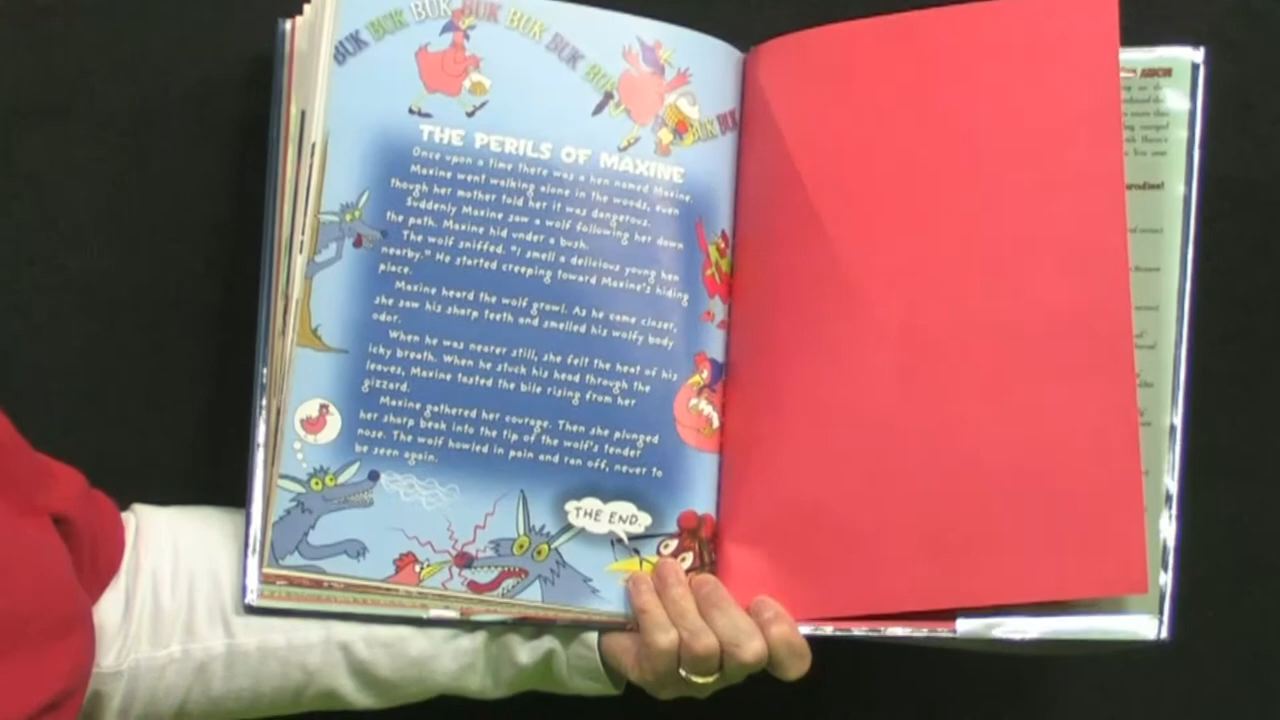 BUK BUK BUK BUK BUK BUK BUK BUK BUK
THE PERILS OF MAXINE
Once upon a time there was a hen named Maxine.
Maxine went walking alone in the woods, even
though her mother told her it was dangerous.
Suddenly Maxine saw a wolf following her down
the path. Maxine hid under a bush.
The wolf sniffed. "I smell a delicious young hen
nearby." He started creeping toward Maxine's hiding
place.
Maxine heard the wolf growl. As he came closer,
she saw his sharp teeth and smelled his wolfy body
odor.
When he was nearer still, she felt the heat of his
icky breath. When he stuck his head through the
leaves, Maxine tasted the bile rising from her
gizzard.
Maxine gathered her courage. Then she plunged
her sharp beak into the tip of the wolf's tender
nose. The wolf howled in pain and ran off, never to
be seen again.
THE END.